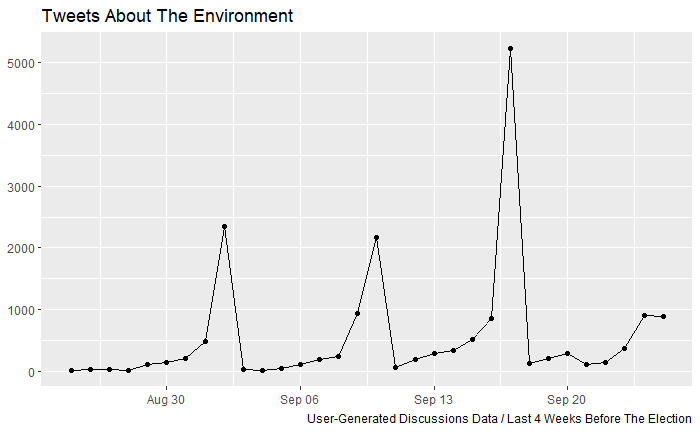 Tweets About The Environment
5000
4000
3000
2000
1000
0
Aug 30 Sep 06 Sep 13 Sep 20
User-Generated Discussions Data / Last 4 Weeks Before The Election